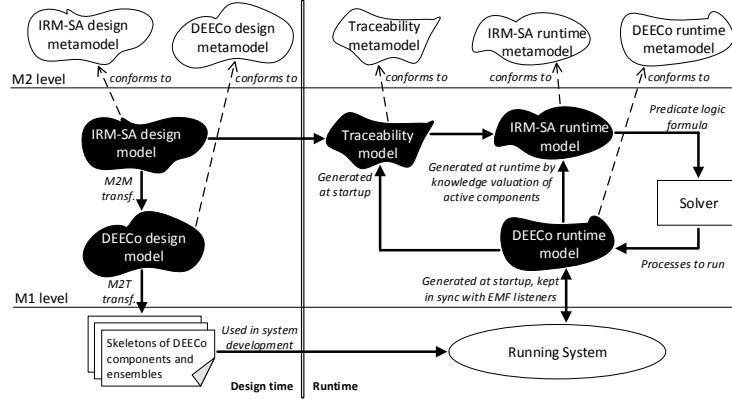 IRM-SA design
metamodel
DEECo design
metamodel
Traceability
metamodel
IRM-SA runtime
metamodel
DEECo runtime
metamodel
conforms to
conforms to
conforms to
conforms to
conforms to
M2 level
IRM-SA design
model
Traceability
model
IRM-SA runtime
model
Predicate logic
formula
M2M
transf.
Generated
at startup
Generated at runtime by
knowledge valuation of
active components
Solver
DEECo design
model
DEECo runtime
model
Processes to run
M2T
transf.
Generated at startup, kept
in sync with EMF listeners
M1 level
Skeletons of DEECo
components and
ensembles
Used in system
development
Running System
Design time
Runtime